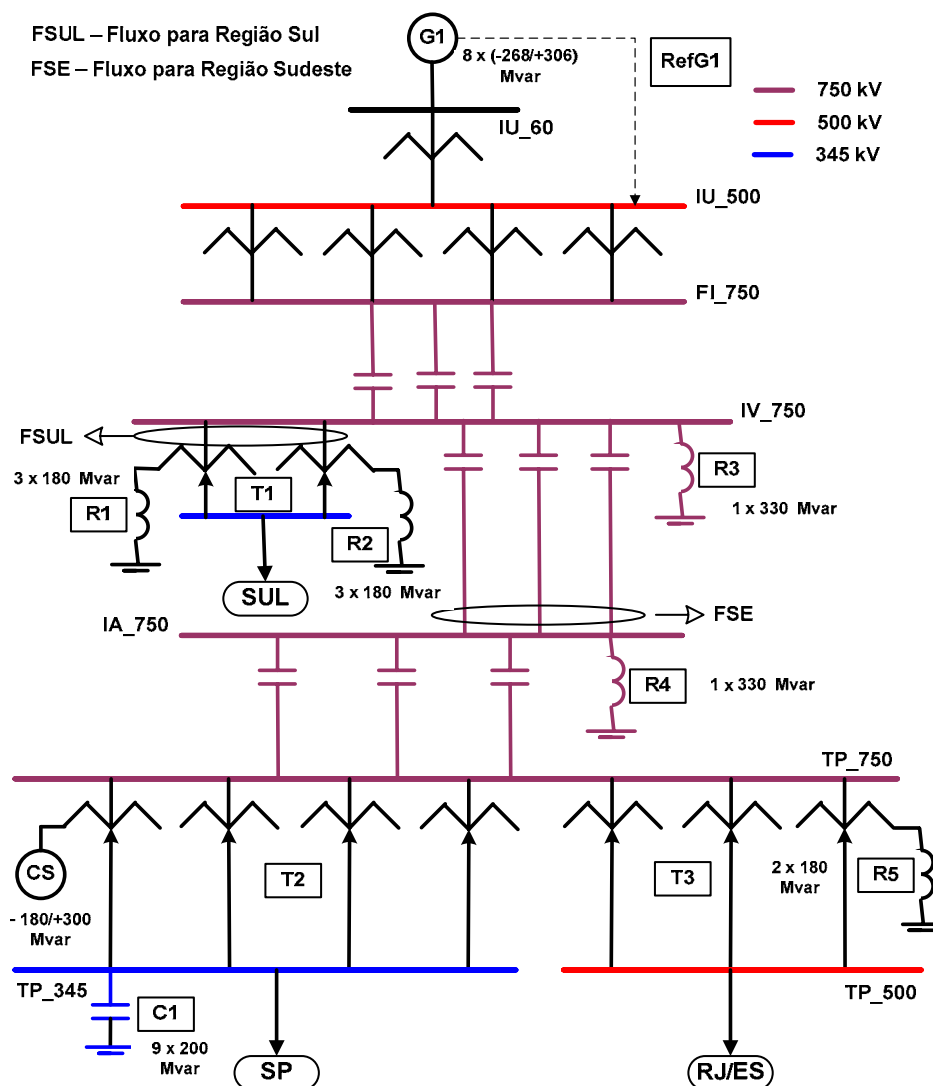 FSUL – Fluxo para Região Sul
FSE – Fluxo para Região Sudeste
G1
8 x (-268/+306)
Mvar
RefG1
750 kV
500 kV
345 kV
IU_60
IU_500
FI_750
IV_750
FSUL
3 x 180 Mvar
R1
T1
R2
SUL
3 x 180 Mvar
R3
1 x 330 Mvar
FSE
IA_750
R4
1 x 330 Mvar
TP_750
CS
- 180/+300
Mvar
T2
T3
2 x 180
Mvar
R5
TP_345
C1
9 x 200
Mvar
SP
TP_500
RJ/ES